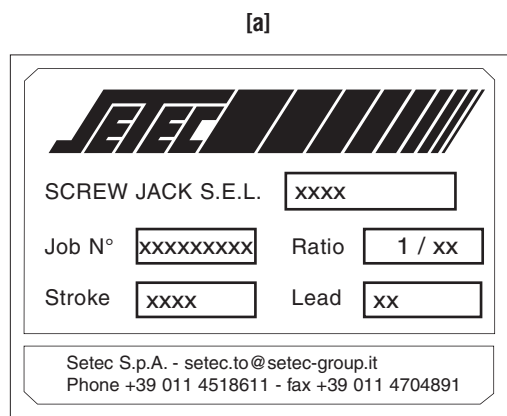 [a]
SETEC
SCREW JACK S.E.L. xxxx
Job N° xxxxxxxxx Ratio 1 / xx
Stroke xxxx Lead xx
Setec S.p.A. - setec.to@setec-group.it
Phone +39 011 4518611 - fax +39 011 4704891